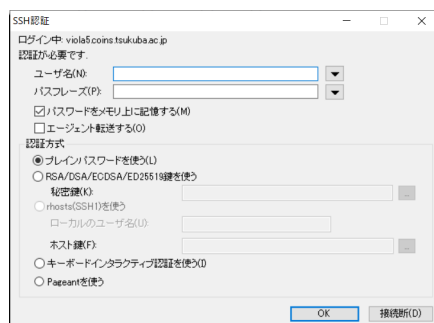 SSH認証
ログイン中: viola5.coins.tsukuba.ac.jp
認証が必要です.
ユーザ名(N):
パスフレーズ(P):
パスワードをメモリ上に記憶する(M)
エージェント転送する(O)
認証方式
プレインパスワードを使う(L)
RSA/DSA/ECDSA/ED25519鍵を使う
秘密鍵(K):
...
rhosts(SSH1)を使う
ローカルのユーザ名(U):
ホスト鍵(F):
...
キーボードインタラクティブ認証を使う(I)
Pageantを使う
OK
接続断(D)